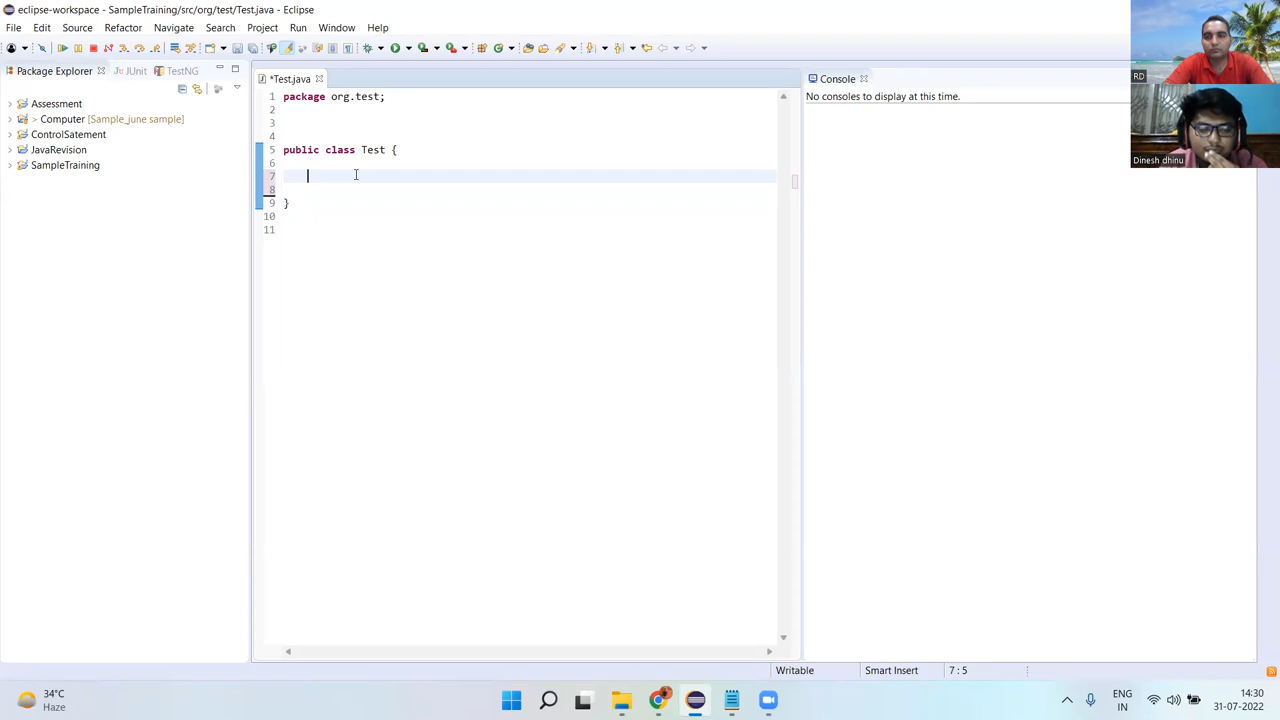 eclipse-workspace - SampleTraining/src/org/test/Test.java - Eclipse
File Edit Source Refactor Navigate Search Project Run Window Help
Package Explorer JUnit TestNG
Assessment
> Computer [Sample_june sample]
ControlSatement
JavaRevision
SampleTraining
*Test.java
1 package org.test;
2
3
4
5 public class Test {
6
7
8
9 }
10
11
Console
No consoles to display at this time.
RD
Dinesh dhinu
Writable Smart Insert 7 : 5
34°C
Haze
ENG
IN
14:30
31-07-2022